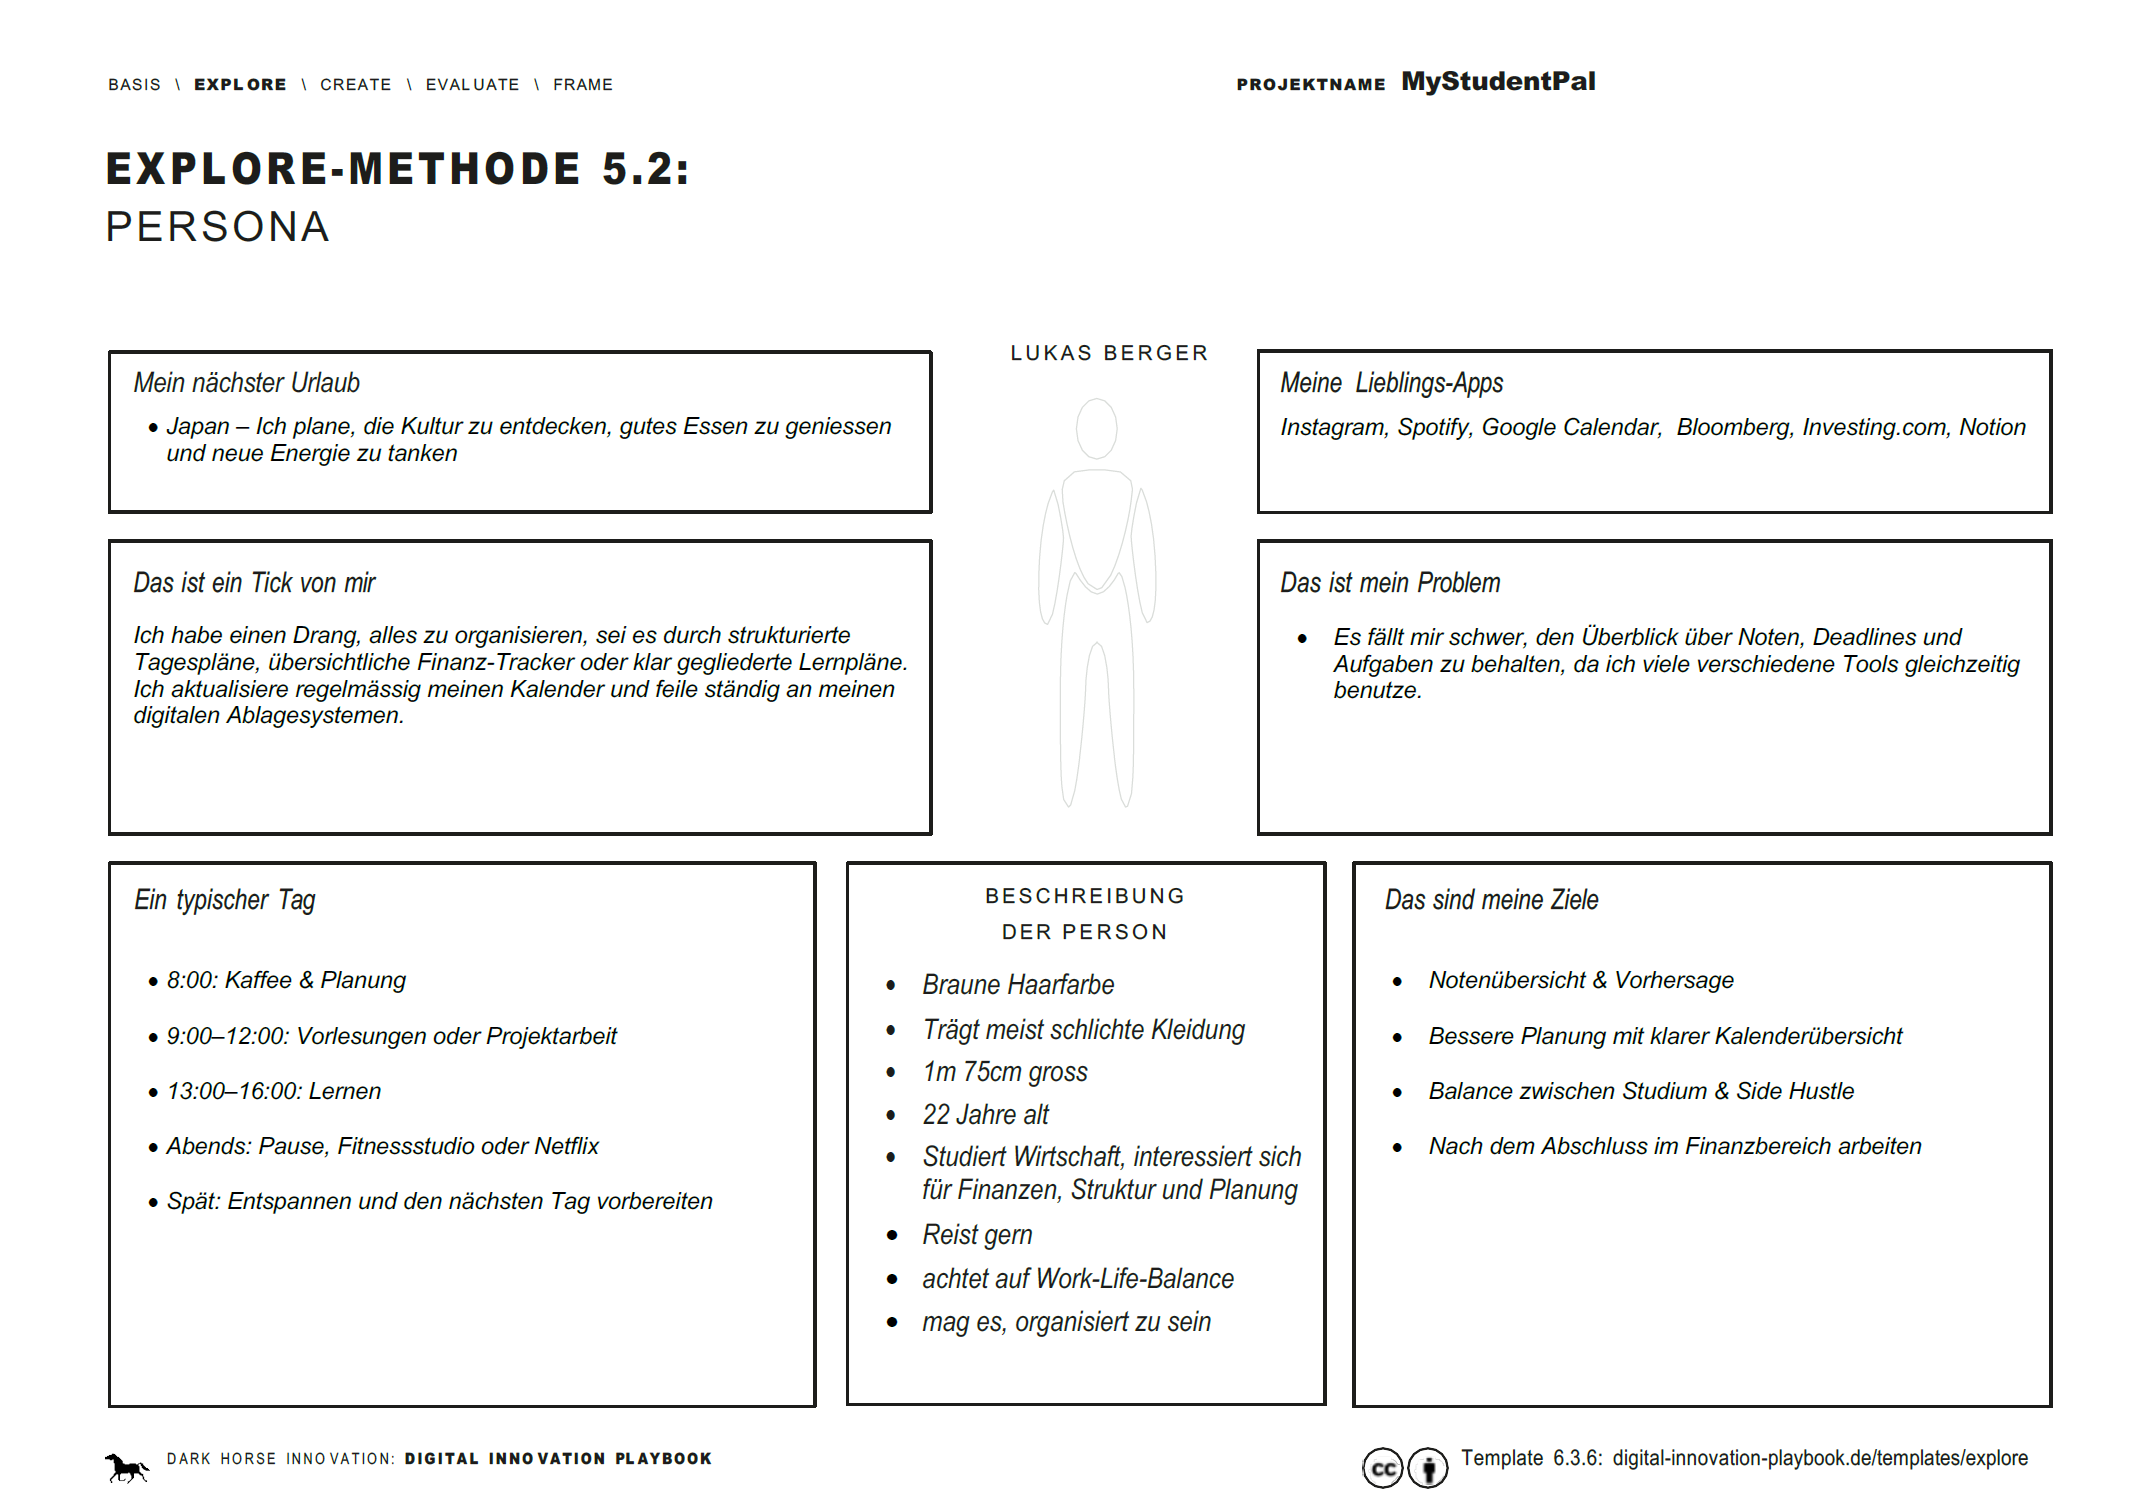 BASIS \ EXPLORE \ CREATE \ EVALUATE \ FRAME
PROJEKTNAME MyStudentPal
EXPLORE-METHODE 5.2:
PERSONA
LUKAS BERGER
Mein nächster Urlaub
• Japan – Ich plane, die Kultur zu entdecken, gutes Essen zu geniessen
und neue Energie zu tanken
Meine Lieblings-Apps
Instagram, Spotify, Google Calendar, Bloomberg, Investing.com, Notion
Das ist ein Tick von mir
Ich habe einen Drang, alles zu organisieren, sei es durch strukturierte
Tagespläne, übersichtliche Finanz-Tracker oder klar gegliederte Lernpläne.
Ich aktualisiere regelmässig meinen Kalender und feile ständig an meinen
digitalen Ablagesystemen.
Das ist mein Problem
• Es fällt mir schwer, den Überblick über Noten, Deadlines und
Aufgaben zu behalten, da ich viele verschiedene Tools gleichzeitig
benutze.
Ein typischer Tag
• 8:00: Kaffee & Planung
• 9:00–12:00: Vorlesungen oder Projektarbeit
• 13:00–16:00: Lernen
• Abends: Pause, Fitnessstudio oder Netflix
• Spät: Entspannen und den nächsten Tag vorbereiten
BESCHREIBUNG
DER PERSON
• Braune Haarfarbe
• Trägt meist schlichte Kleidung
• 1m 75cm gross
• 22 Jahre alt
• Studiert Wirtschaft, interessiert sich
für Finanzen, Struktur und Planung
• Reist gern
• achtet auf Work-Life-Balance
• mag es, organisiert zu sein
Das sind meine Ziele
• Notenübersicht & Vorhersage
• Bessere Planung mit klarer Kalenderübersicht
• Balance zwischen Studium & Side Hustle
• Nach dem Abschluss im Finanzbereich arbeiten
DARK HORSE INNOVATION: DIGITAL INNOVATION PLAYBOOK
cc
Template 6.3.6: digital-innovation-playbook.de/templates/explore